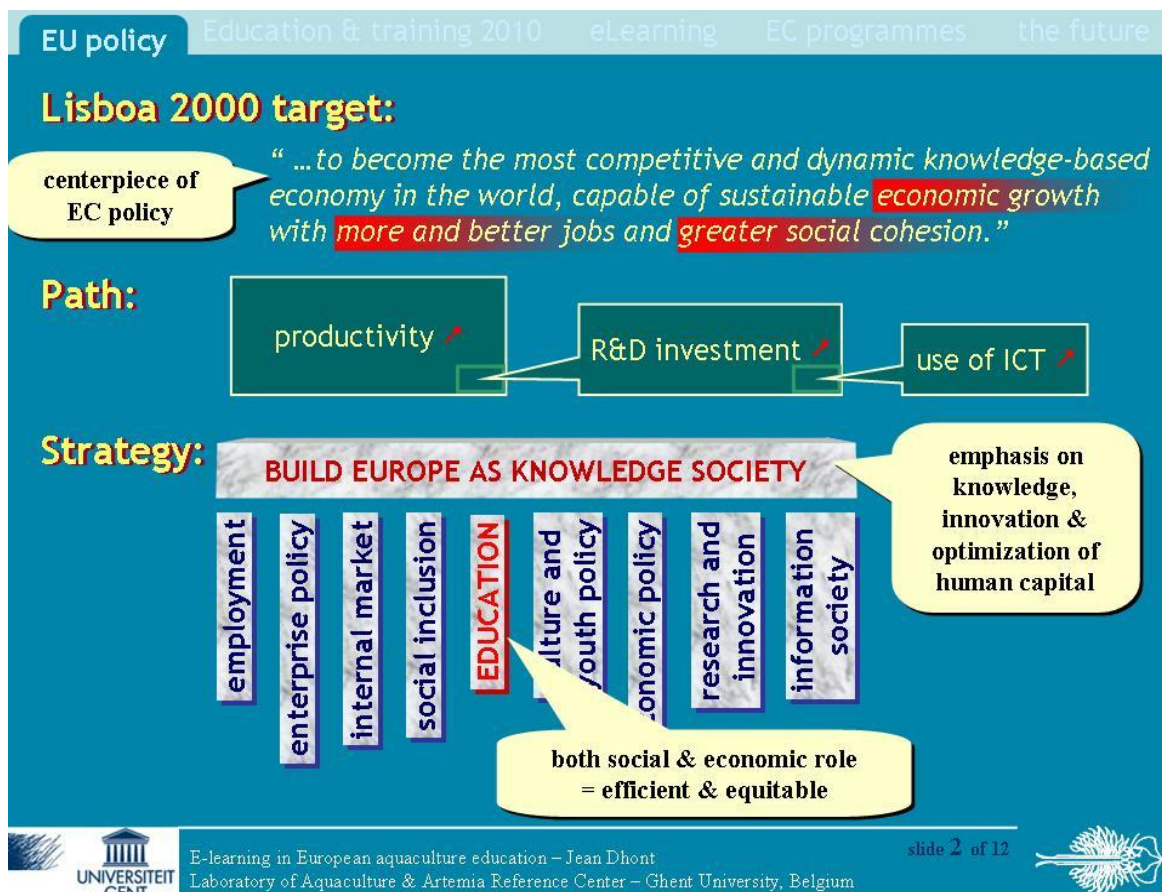 EU policy
Education & training 2010
eLearning
EC programmes
the future
Lisboa 2000 target:
centerpiece of
EC policy
“ …to become the most competitive and dynamic knowledge-based
economy in the world, capable of sustainable economic growth
with more and better jobs and greater social cohesion.”
Path:
productivity
R&D investment
use of ICT
Strategy:
BUILD EUROPE AS KNOWLEDGE SOCIETY
emphasis on
knowledge,
innovation &
optimization of
human capital
employment
enterprise policy
internal market
social inclusion
EDUCATION
and
youth policy
policy
research and
innovation
information
society
both social & economic role
= efficient & equitable
UNIVERSITEIT
E-learning in European aquaculture education – Jean Dhont
Laboratory of Aquaculture & Artemia Reference Center – Ghent University, Belgium
slide 2 of 12